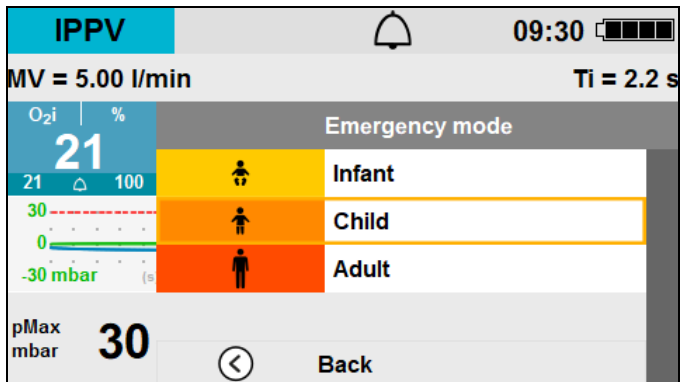 IPPV
09:30
MV = 5.00 l/min
Ti = 2.2 s
O₂i %
21
21 100
Emergency mode
Infant
Child
Adult
30
0
-30 mbar (s
pMax
mbar
30
Back